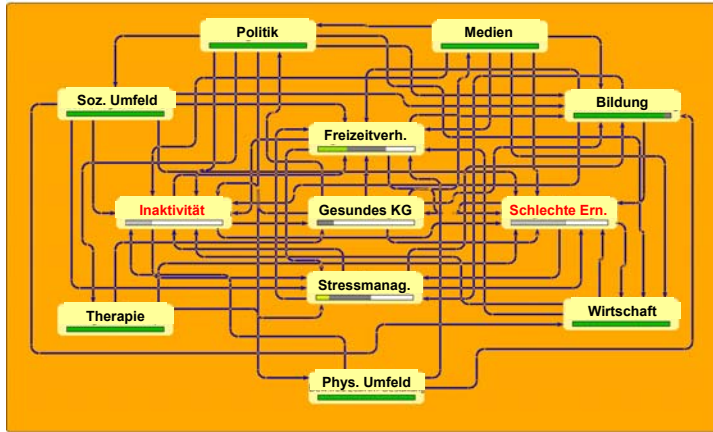 Politik
Medien
Soz. Umfeld
Bildung
Freizeitverh.
Inaktivität
Gesundes KG
Schlechte Ern.
Stressmanag.
Therapie
Wirtschaft
Phys. Umfeld